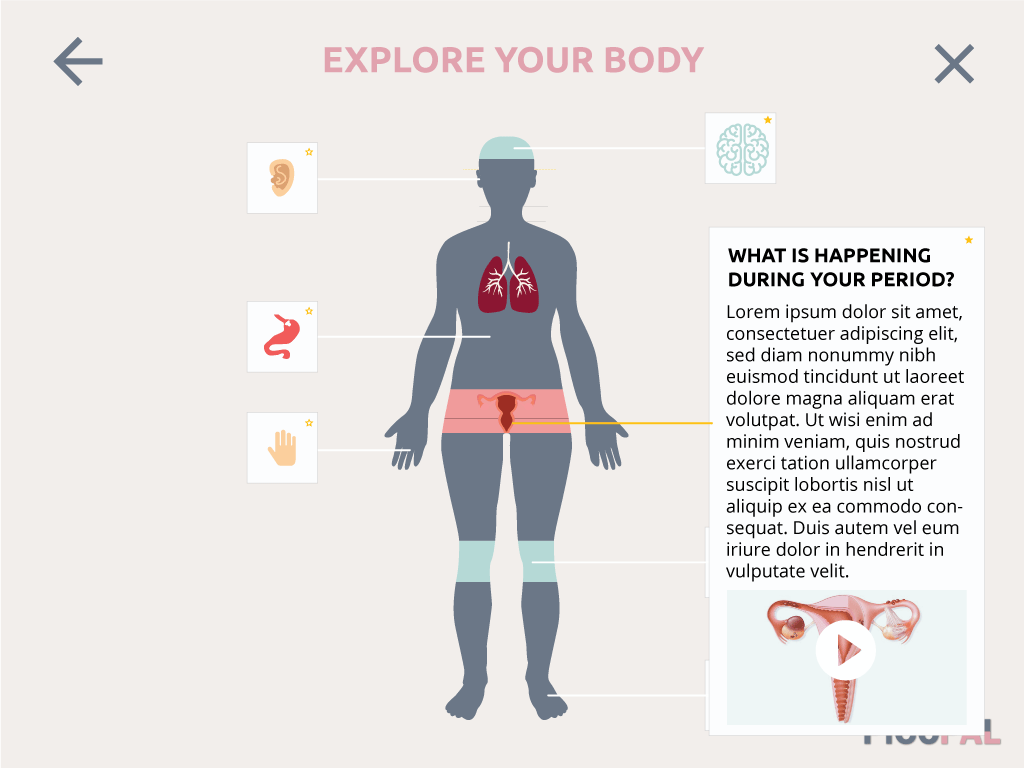 EXPLORE YOUR BODY
WHAT IS HAPPENING
DURING YOUR PERIOD?
Lorem ipsum dolor sit amet,
consectetuer adipiscing elit,
sed diam nonummy nibh
euismod tincidunt ut laoreet
dolore magna aliquam erat
volutpat. Ut wisi enim ad
minim veniam, quis nostrud
exerci tation ullamcorper
suscipit lobortis nisl ut
aliquip ex ea commodo con-
sequat. Duis autem vel eum
iriure dolor in hendrerit in
vulputate velit.